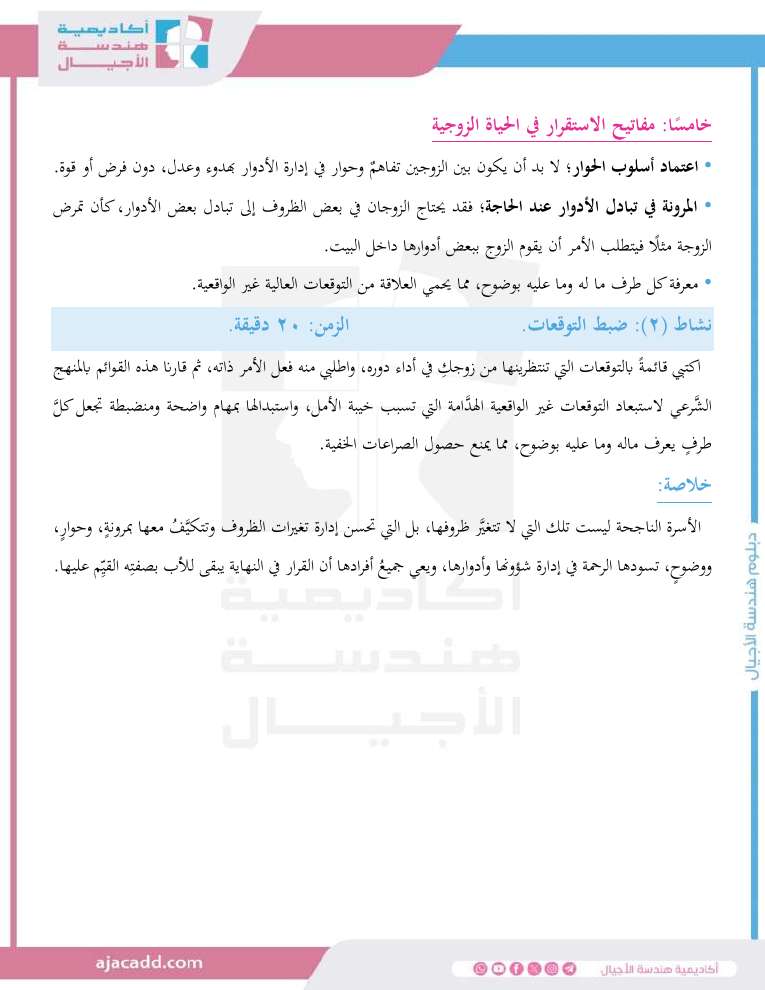 أكاديمية
هندسة
الأجيال
خامسًا: مفاتيح الاستقرار في الحياة الزوجية
• اعتماد أسلوب الحوار؛ لا بد أن يكون بين الزوجين تفاهمٌ وحوار في إدارة الأدوار بهدوء وعدل، دون فرض أو قوة.
• المرونة في تبادل الأدوار عند الحاجة؛ فقد يحتاج الزوجان في بعض الظروف إلى تبادل بعض الأدوار، كأن تمرض
الزوجة مثلًا فيتطلب الأمر أن يقوم الزوج ببعض أدوارها داخل البيت.
• معرفة كل طرف ما له وما عليه بوضوح، مما يحمي العلاقة من التوقعات العالية غير الواقعية.
نشاط (٢): ضبط التوقعات. الزمن: ٢٠ دقيقة.
اكتبي قائمةً بالتوقعات التي تنتظرينها من زوجكِ في أداء دوره، واطلبي منه فعل الأمر ذاته، ثم قارنا هذه القوائم بالمنهج
الشَّرعي لاستبعاد التوقعات غير الواقعية الهدَّامة التي تسبب خيبة الأمل، واستبدالها بمهام واضحة ومنضبطة تجعل كلَّ
طرفٍ يعرف ماله وما عليه بوضوح، مما يمنع حصول الصراعات الخفية.
خلاصة:
الأسرة الناجحة ليست تلك التي لا تتغيَّر ظروفها، بل التي تحسن إدارة تغيرات الظروف وتتكيَّفُ معها بمرونةٍ، وحوارٍ،
ووضوحٍ، تسودها الرحمة في إدارة شؤونها وأدوارها، ويعي جميعُ أفرادها أن القرار في النهاية يبقى للأب بصفتِه القيِّم عليها.
أكاديمية
هندسة
الأجيال
دبلوم هندسة الأجيال
ajacadd.com
أكاديمية هندسة الأجيال